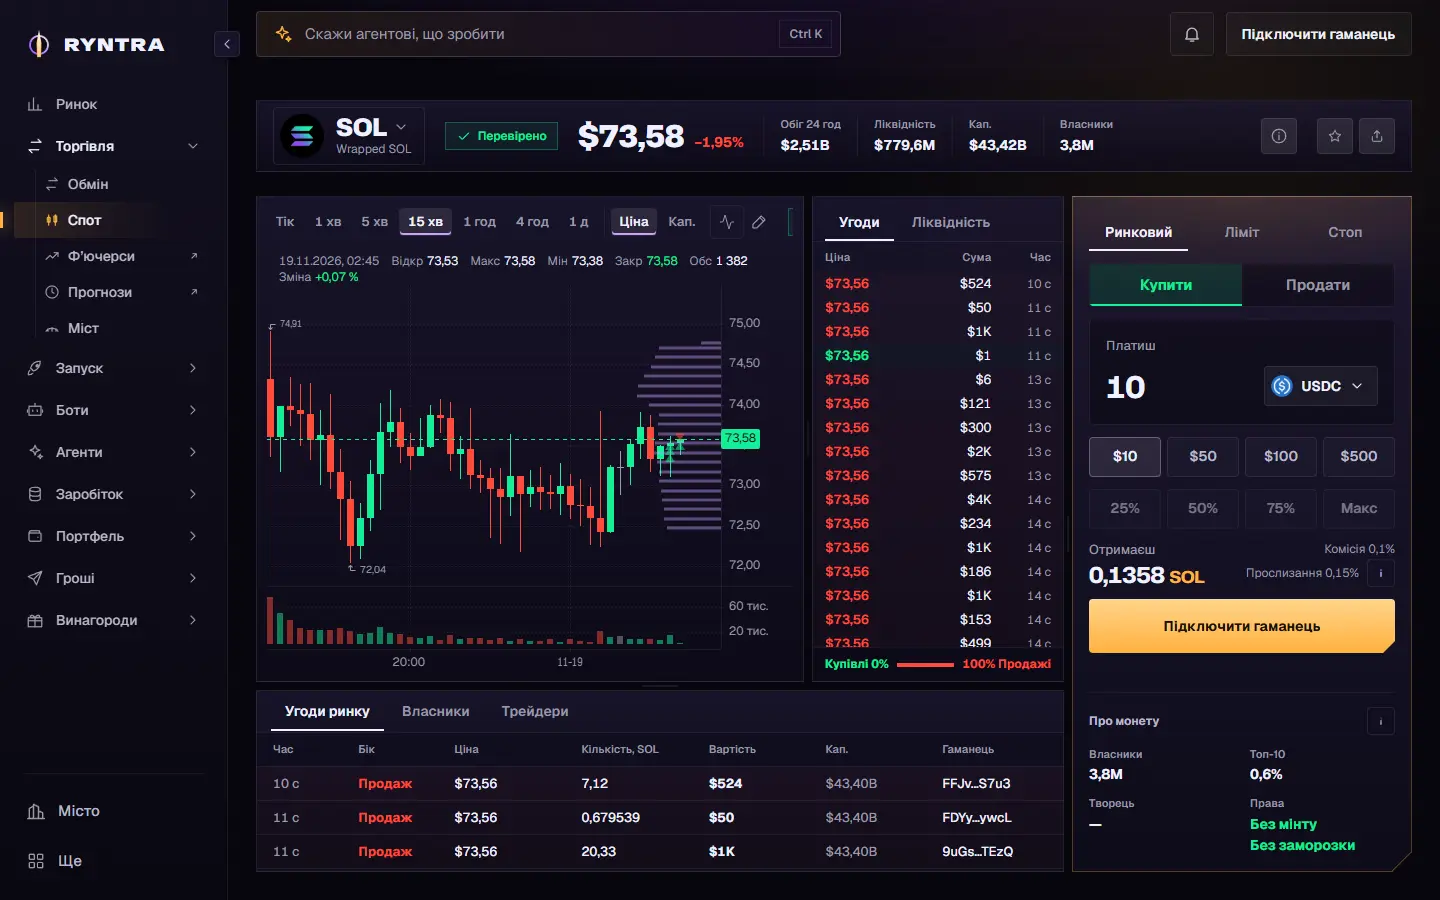 RYNTRA
Скажи агентові, що зробити
Ctrl K
Підключити гаманець
Ринок
Торгівля
Обмін
Спот
Ф'ючерси
Прогнози
Міст
Запуск
Боти
Агенти
Заробіток
Портфель
Гроші
Винагороди
Місто
Ще
SOL
Wrapped SOL
Перевірено
$73,58 −1,95%
Обіг 24 год
$2,51B
Ліквідність
$779,6M
Кап.
$43,42B
Власники
3,8M
Тік 1 хв 5 хв 15 хв 1 год 4 год 1 д Ціна Кап.
19.11.2026, 02:45 Відкр 73,53 Макс 73,58 Мін 73,38 Закр 73,58 Обс 1 382
Зміна +0,07 %
74,91
72,04
75,00
74,50
74,00
73,58
73,00
72,50
72,00
60 тис.
20 тис.
20:00 11-19
Угоди Ліквідність
Ціна Сума Час
$73,56 $524 10 с
$73,56 $50 11 с
$73,56 $1K 11 с
$73,56 $1 11 с
$73,56 $6 13 с
$73,56 $121 13 с
$73,56 $300 13 с
$73,56 $2K 13 с
$73,56 $575 13 с
$73,56 $4K 14 с
$73,56 $234 14 с
$73,56 $1K 14 с
$73,56 $186 14 с
$73,56 $1K 14 с
$73,56 $153 14 с
$73,56 $499 14 с
Купівлі 0% 100% Продажі
Угоди ринку Власники Трейдери
Час Бік Ціна Кількість, SOL Вартість Кап. Гаманець
10 с Продаж $73,56 7,12 $524 $43,40B FFJv…S7u3
11 с Продаж $73,56 0,679539 $50 $43,40B FDYy…ywcL
11 с Продаж $73,56 20,33 $1K $43,40B 9uGs…TEzQ
Ринковий Ліміт Стоп
Купити Продати
Платиш
10 USDC
$10 $50 $100 $500
25% 50% 75% Макс
Отримаєш Комісія 0,1%
0,1358 SOL Прослизання 0,15%
Підключити гаманець
Про монету
Власники Топ-10
3,8M 0,6%
Творець Права
— Без мінту
Без заморозки